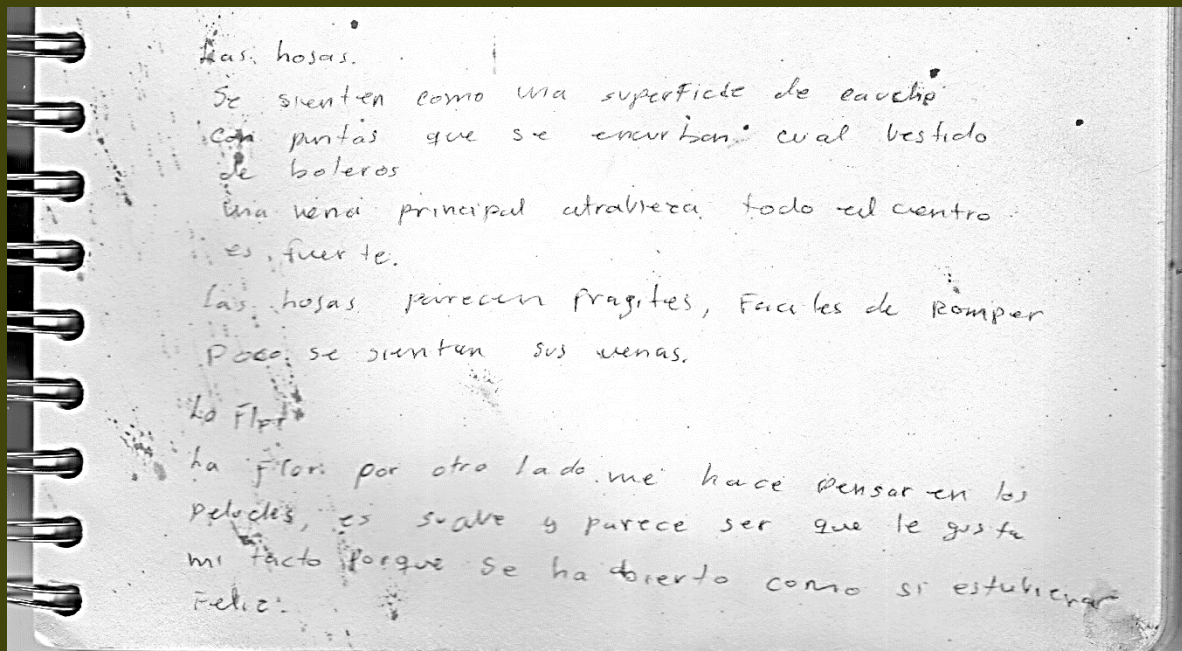 Las hosas.
Se sienten como una superficie de caucho
con puntas que se encurban cual vestido
de boleros
una vena principal atrabieza todo el centro
es fuerte.
Las hosas parecen fragiles, Faciles de Romper
Poco se sienten sus venas.
La Flor
La Flor por otro lado me hace pensar en los
peluches, es suave y parece ser que le gusta
mi tacto porque se ha abierto como si estubiera
Feliz.